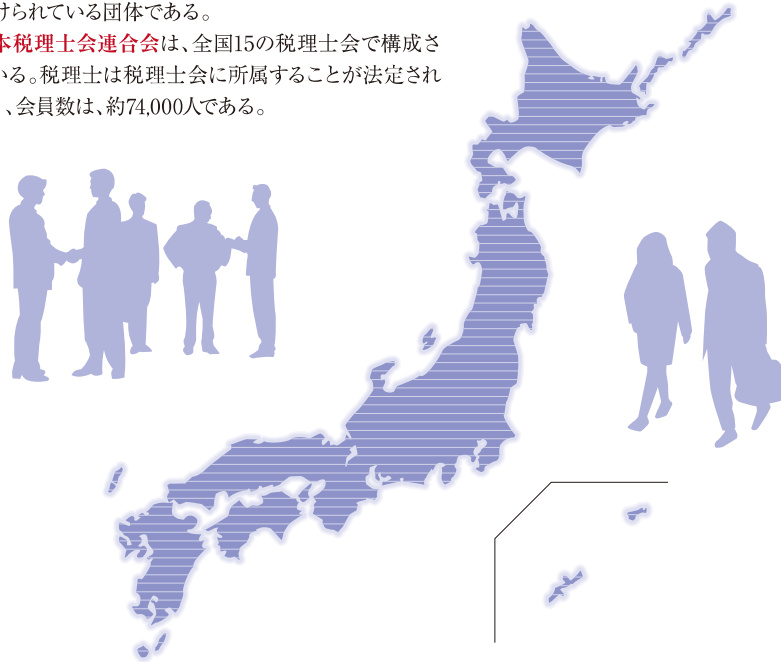 けられている団体である。
本税理士会連合会は、全国15の税理士会で構成さ
いる。税理士は税理士会に所属することが法定され
、会員数は、約74,000人である。